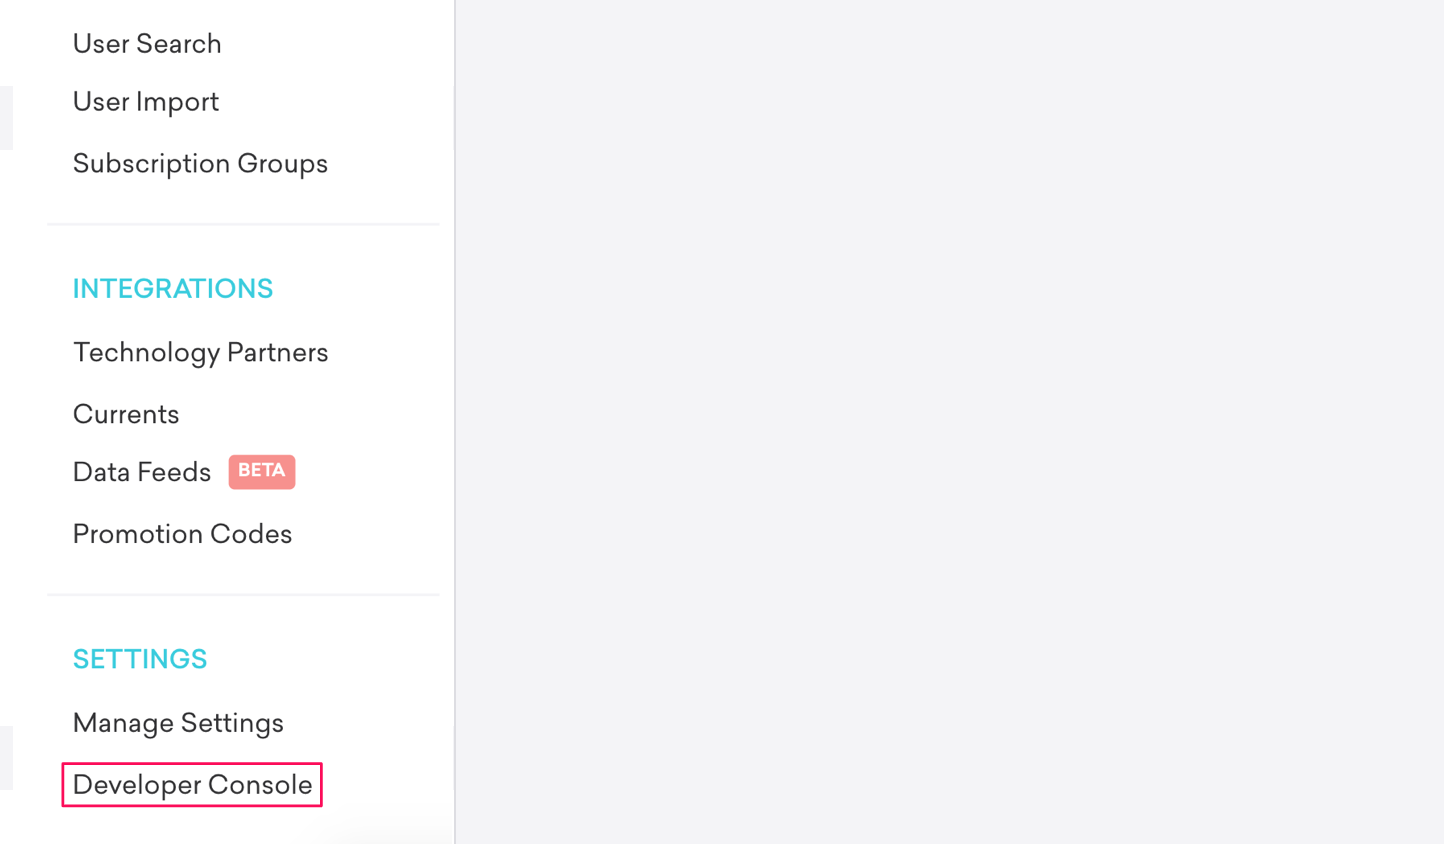 User Search
User Import
Subscription Groups
INTEGRATIONS
Technology Partners
Currents
Data Feeds BETA
Promotion Codes
SETTINGS
Manage Settings
Developer Console